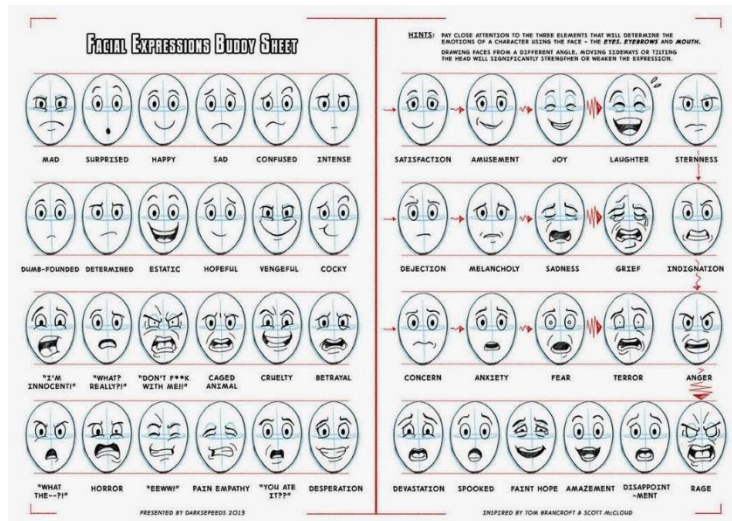 FACIAL EXPRESSIONS BUDDY SHEET
MAD SURPRISED HAPPY SAD CONFUSED INTENSE
DUMB-FOUNDED DETERMINED ESTATIC HOPEFUL VENGEFUL COCKY
"I'M INNOCENT!" "WHAT? REALLY?!" "DON'T F**K WITH ME!!" CAGED ANIMAL CRUELTY BETRAYAL
"WHAT THE--?!" HORROR "EEWW!" PAIN EMPATHY "YOU ATE IT??" DESPERATION
PRESENTED BY DARKSPEEDS 2013
HINTS: PAY CLOSE ATTENTION TO THE THREE ELEMENTS THAT WILL DETERMINE THE
EMOTIONS OF A CHARACTER USING THE FACE - THE EYES, EYEBROWS AND MOUTH.
DRAWING FACES FROM A DIFFERENT ANGLE, MOVING SIDEWAYS OR TILTING
THE HEAD WILL SIGNIFICANTLY STRENGTHEN OR WEAKEN THE EXPRESSION.
SATISFACTION AMUSEMENT JOY LAUGHTER STERNNESS
DEJECTION MELANCHOLY SADNESS GRIEF INDIGNATION
CONCERN ANXIETY FEAR TERROR ANGER
DEVASTATION SPOOKED FAINT HOPE AMAZEMENT DISAPPOINT-MENT RAGE
INSPIRED BY TOM BRANCROFT & SCOTT McCLOUD